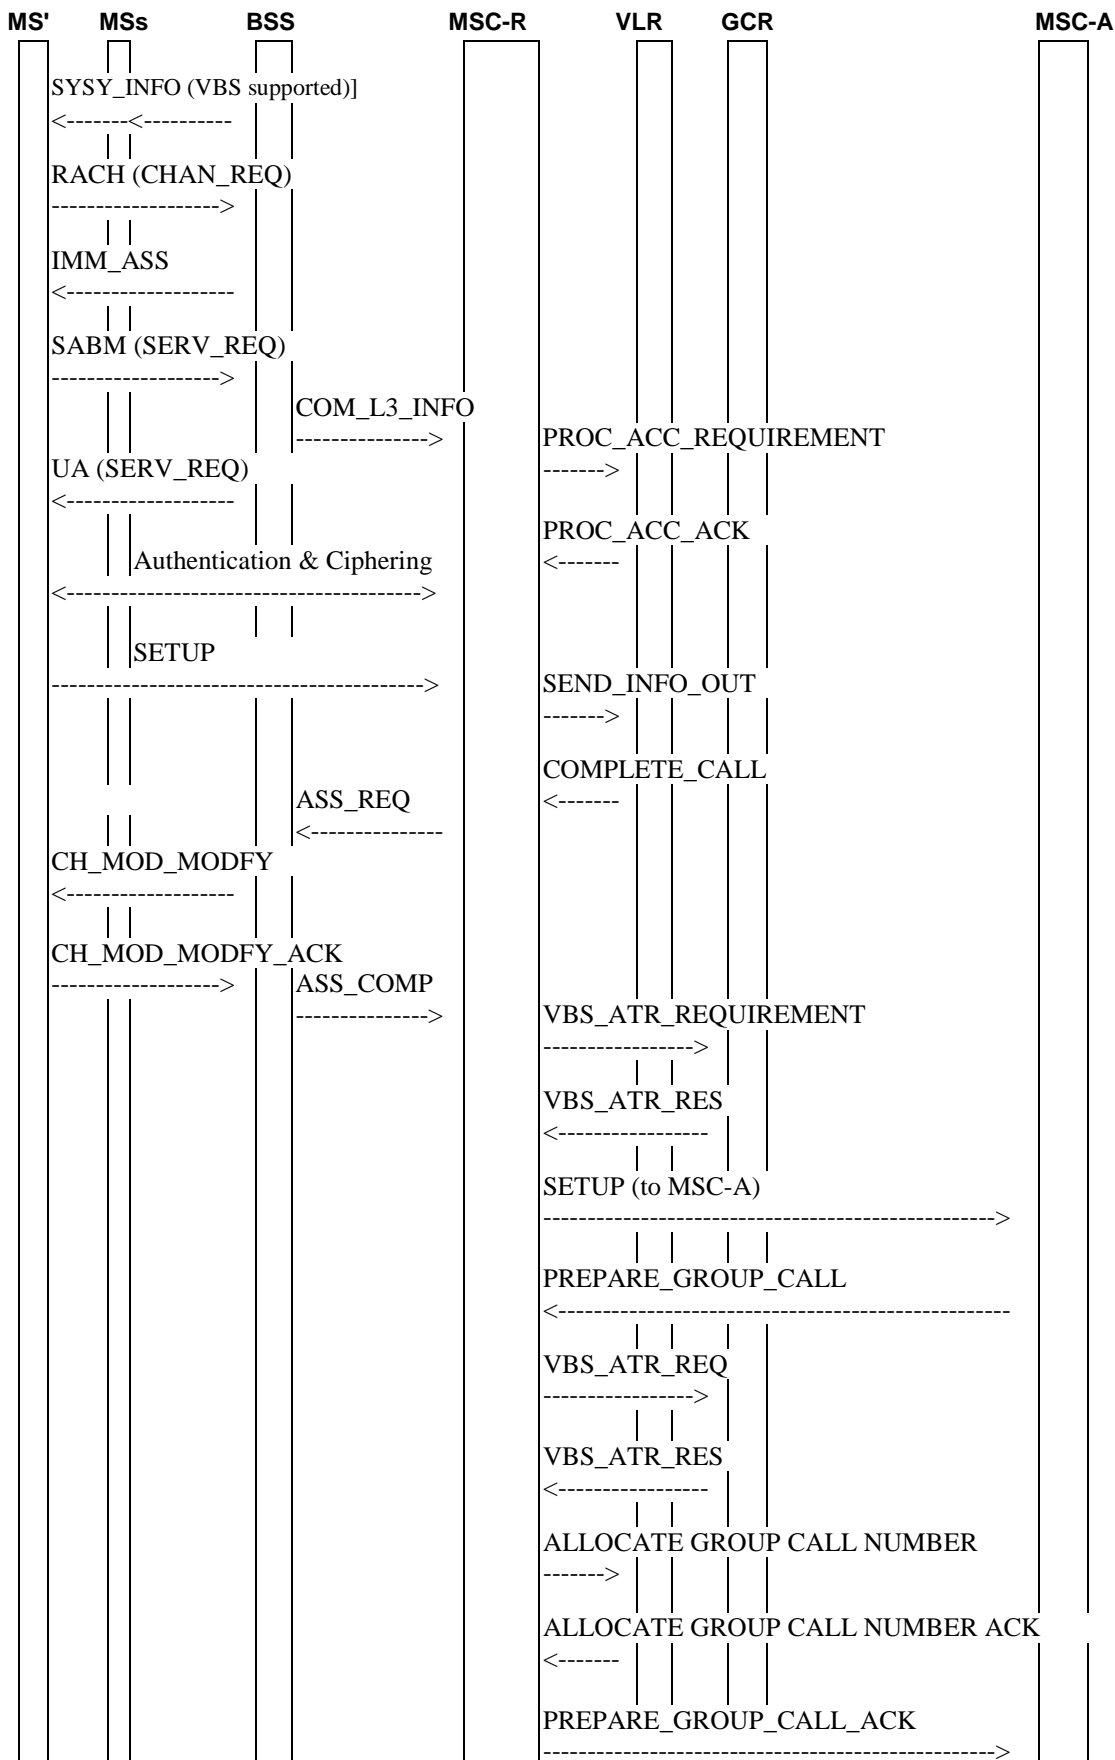 MS' MSs BSS MSC-R VLR GCR MSC-A
SYSY_INFO (VBS supported)]
<-------<----------
RACH (CHAN_REQ)
------------------->
IMM_ASS
<-------------------
SABM (SERV_REQ)
------------------->
COM_L3_INFO
---------------> PROC_ACC_REQUIREMENT
UA (SERV_REQ) ------->
<-------------------
PROC_ACC_ACK
Authentication & Ciphering <-------
<---------------------------------------->
SETUP
------------------------------------------> SEND_INFO_OUT
------->
COMPLETE_CALL
ASS_REQ <-------
<---------------
CH_MOD_MODFY
<-------------------
CH_MOD_MODFY_ACK
-------------------> ASS_COMP
---------------> VBS_ATR_REQUIREMENT
----------------->
VBS_ATR_RES
<-----------------
SETUP (to MSC-A)
--------------------------------------------------->
PREPARE_GROUP_CALL
<---------------------------------------------------
VBS_ATR_REQ
----------------->
VBS_ATR_RES
<-----------------
ALLOCATE GROUP CALL NUMBER
------->
ALLOCATE GROUP CALL NUMBER ACK
<-------
PREPARE_GROUP_CALL_ACK
--------------------------------------------------->